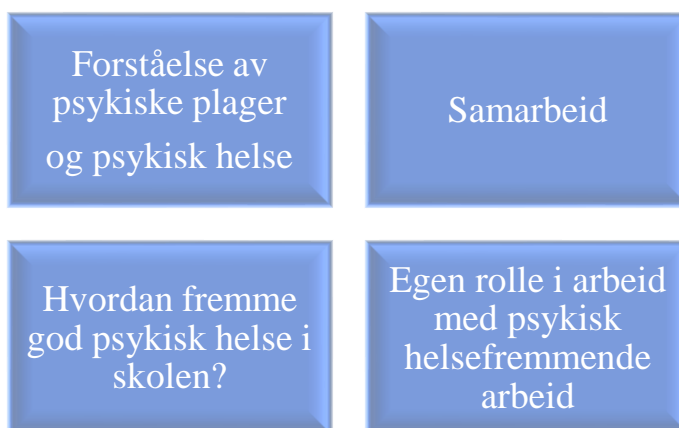 Forståelse av
psykiske plager
og psykisk helse
Samarbeid
Hvordan fremme
god psykisk helse i
skolen?
Egen rolle i arbeid
med psykisk
helsefremmende
arbeid